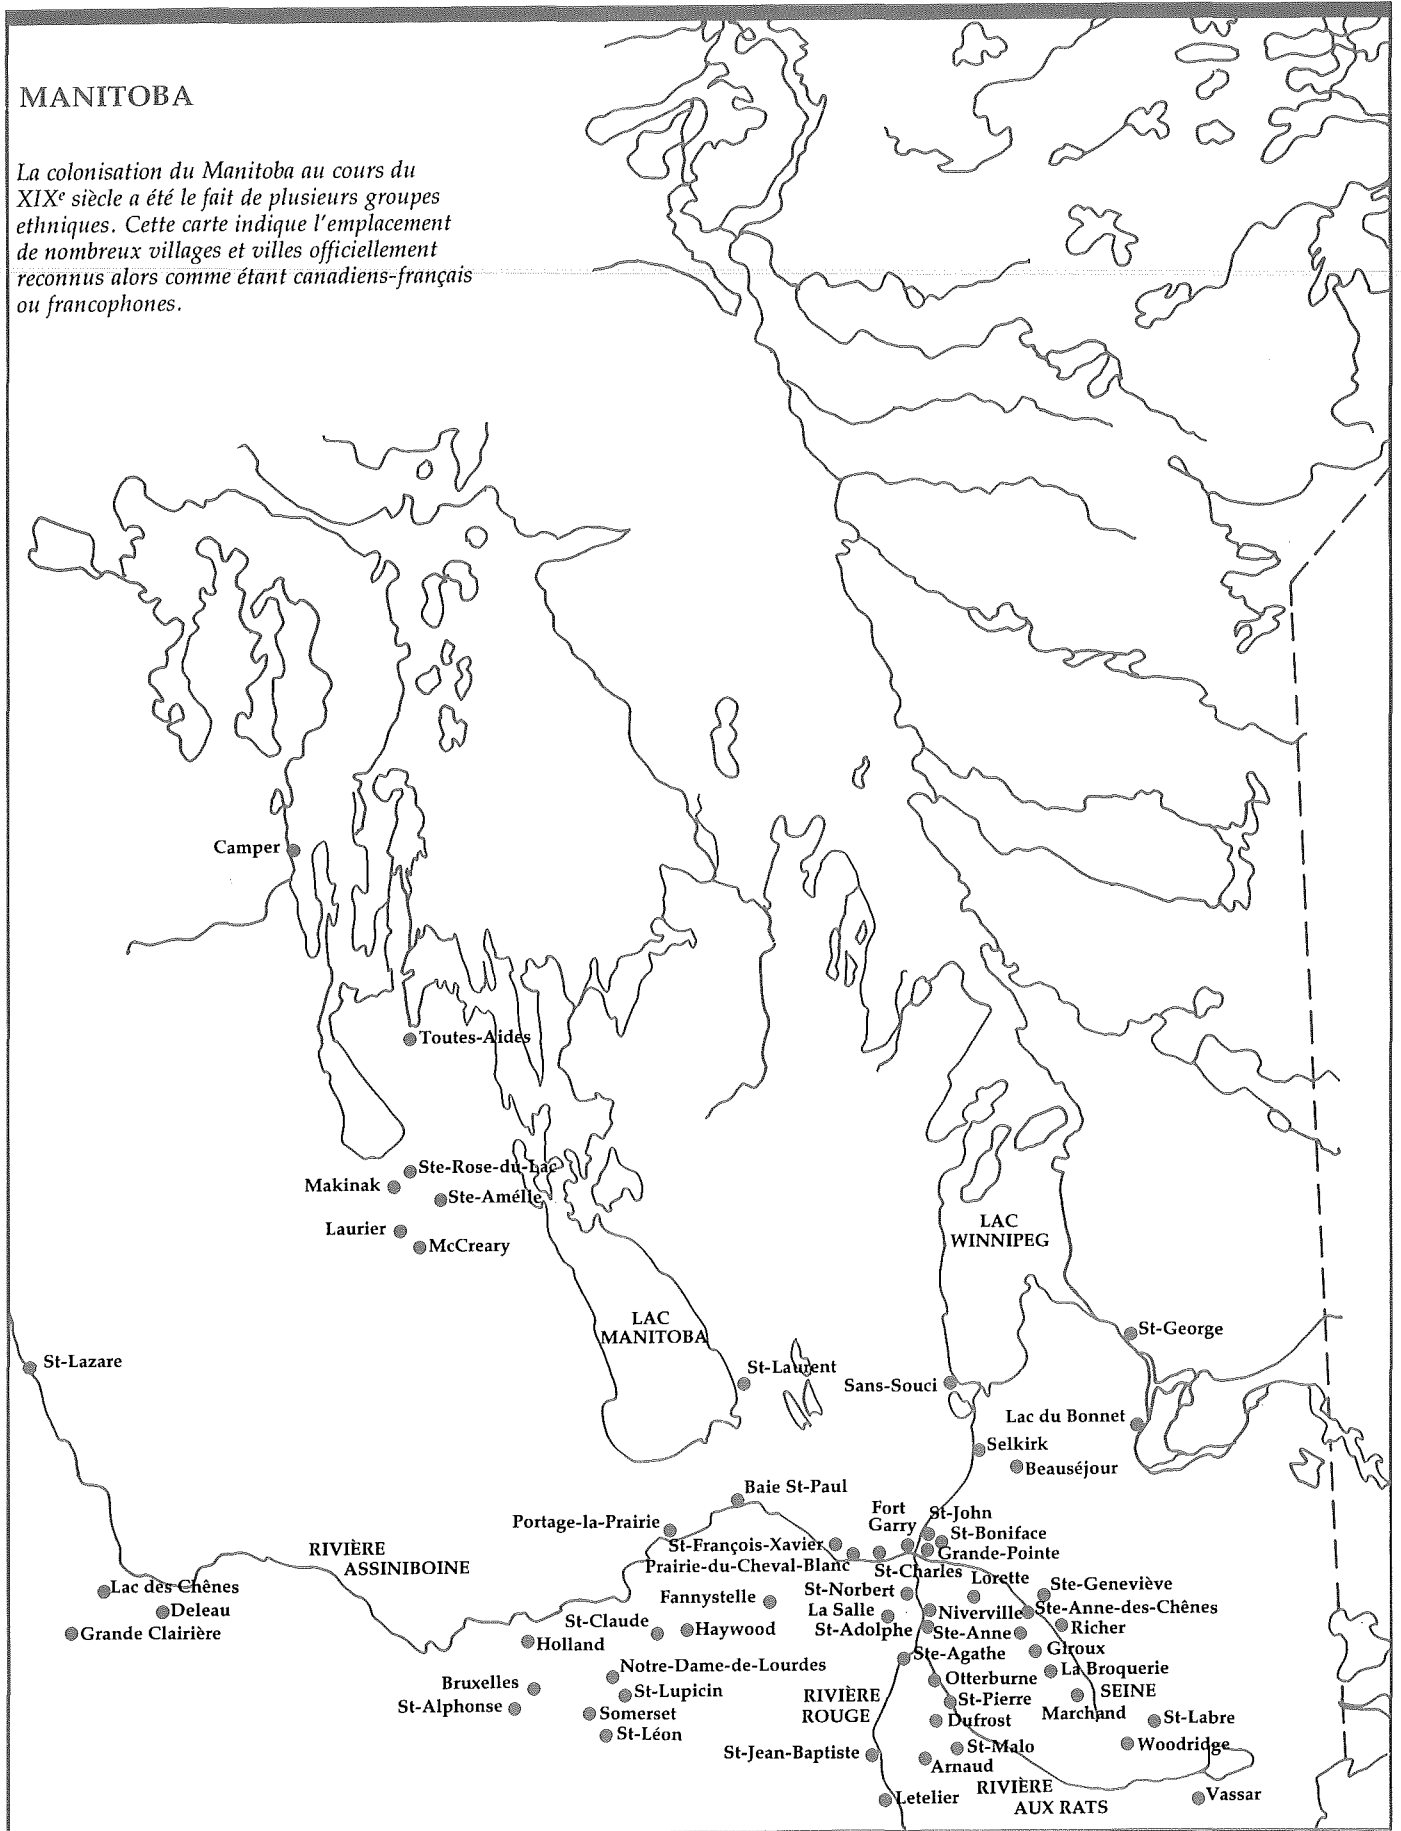 MANITOBA
La colonisation du Manitoba au cours du
XIXe siècle a été le fait de plusieurs groupes
ethniques. Cette carte indique l'emplacement
de nombreux villages et villes officiellement
reconnus alors comme étant canadiens-français
ou francophones.
Camper
Toutes-Aides
Ste-Rose-du-Lac
Makinak
Ste-Amélie
Laurier
McCreary
LAC
WINNIPEG
LAC
MANITOBA
St-George
St-Lazare
St-Laurent
Sans-Souci
Lac du Bonnet
Selkirk
Beauséjour
Baie St-Paul
Portage-la-Prairie
Fort
Garry
St-John
St-Boniface
St-François-Xavier
Grande-Pointe
Prairie-du-Cheval-Blanc
St-Charles
RIVIÈRE
ASSINIBOINE
Lorette
Lac des Chênes
St-Norbert
Ste-Geneviève
Fannystelle
Deleau
La Salle
Niverville
Ste-Anne-des-Chênes
St-Claude
Haywood
St-Adolphe
Ste-Anne
Richer
Grande Clairière
Holland
Ste-Agathe
Giroux
Notre-Dame-de-Lourdes
La Broquerie
Bruxelles
Otterburne
St-Lupicin
RIVIÈRE
ROUGE
SEINE
St-Pierre
St-Alphonse
Somerset
Marchand
Dufrost
St-Labre
St-Léon
St-Malo
Woodridge
St-Jean-Baptiste
Arnaud
RIVIÈRE
AUX RATS
Letelier
Vassar